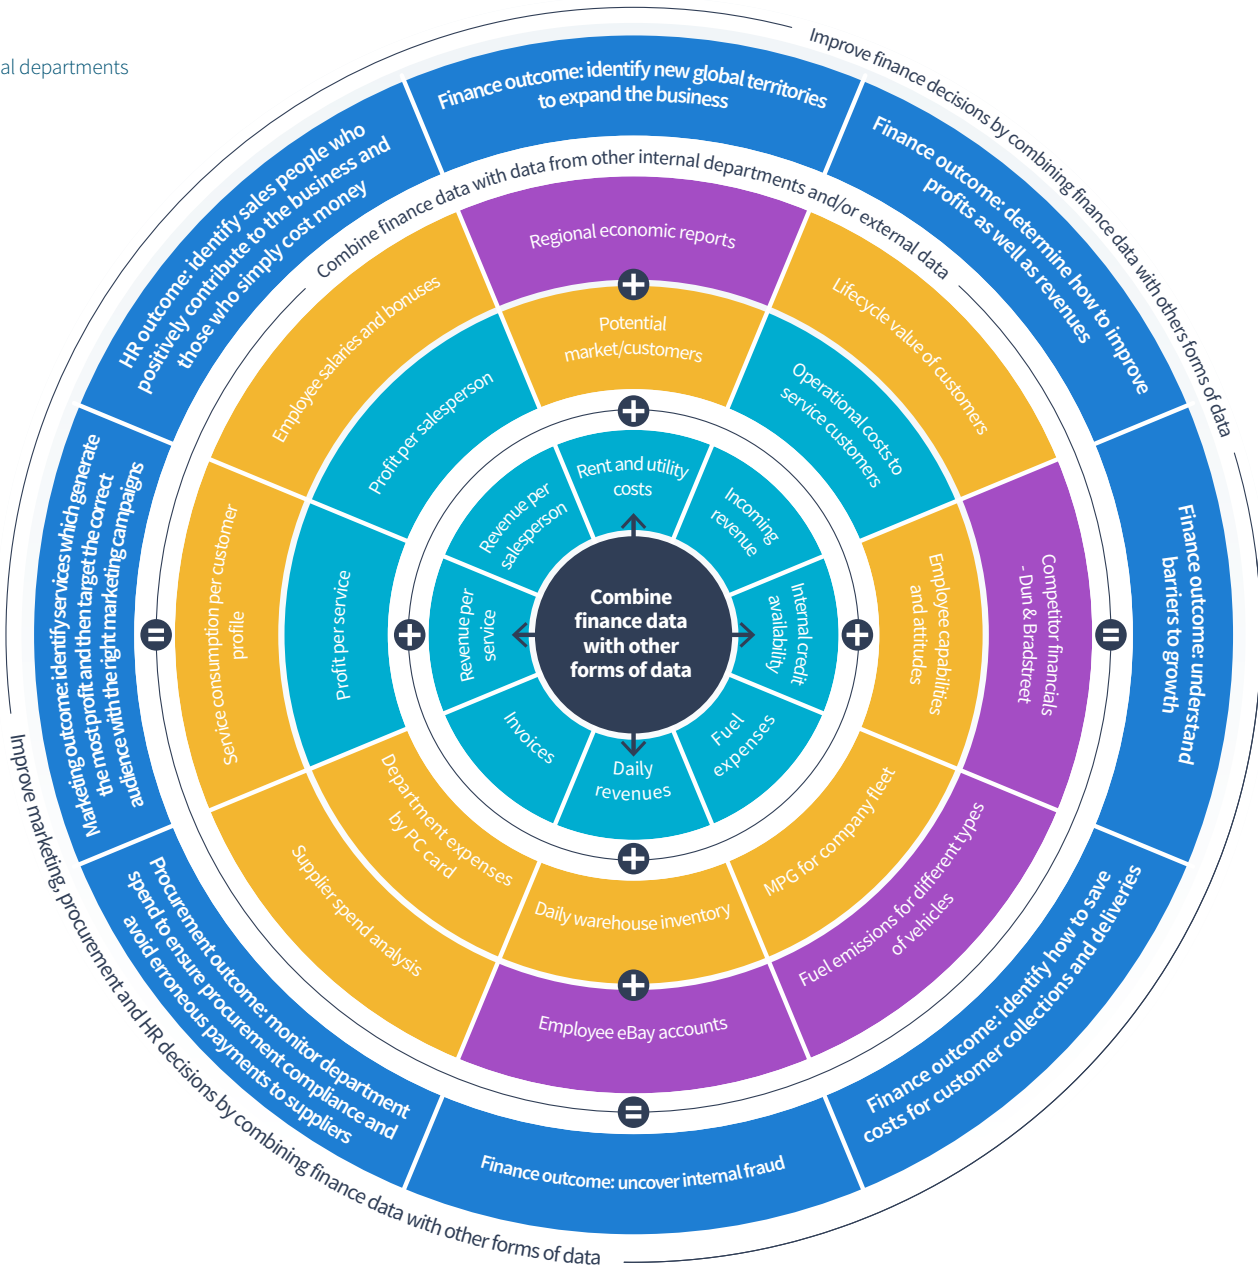 al departments
Improve finance decisions by combining finance data with others forms of data
Finance outcome: identify new global territories
to expand the business
Finance outcome: determine how to improve
profits as well as revenues
Finance outcome: understand
barriers to growth
Finance outcome: identify how to save
costs for customer collections and deliveries
Finance outcome: uncover internal fraud
Procurement outcome: monitor department
spend to ensure procurement compliance and
avoid erroneous payments to suppliers
Marketing outcome: identify services which generate
the most profit and then target the correct
audience with the right marketing campaigns
HR outcome: identify sales people who
positively contribute to the business and
those who simply cost money
Improve marketing, procurement and HR decisions by combining finance data with other forms of data
Combine finance data with data from other internal departments and/or external data
Regional economic reports
Lifecycle value of customers
Competitor financials
- Dun & Bradstreet
Fuel emissions for different types
of vehicles
Employee eBay accounts
Supplier spend analysis
Service consumption per customer
profile
Employee salaries and bonuses
Potential
market/customers
Operational costs to
service customers
Employee capabilities
and attitudes
MPG for company fleet
Daily warehouse inventory
Department expenses
by PC card
Profit per service
Profit per salesperson
Rent and utility
costs
Incoming
revenue
Internal credit
availability
Fuel
expenses
Daily
revenues
Invoices
Revenue per
service
Revenue per
salesperson
Combine
finance data
with other
forms of data